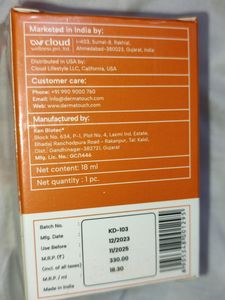 Marketed in India by:
cloud
wellness pvt. ltd.
I-403, Sumel-8, Rakhial,
Ahmedabad-380023, Gujarat, India
Distributed in USA by:
Cloud Lifestyle LLC, California, USA
Customer care:
Phone: +91 990 9000 760
Email: info@dermatouch.com
Web: www.dermatouch.com
Manufactured by:
Ken Biotec®
Block No. 634, P-1, Plot No. 4, Laxmi Ind. Estate,
Bhadaj Ranchodpura Road - Rakanpur, Tal: Kalol,
Dist.: Gandhinagar-382721, Gujarat
Mfg. Lic. No.: GC/1446
Net content: 18 ml
Net quantity: 1 pc.
Batch No. KD-103
Mfg. Date 12/2023
Use Before 11/2025
M.R.P. (₹) 330.00
(incl. of all taxes)
M.R.P. / ml 18.30
Made in India